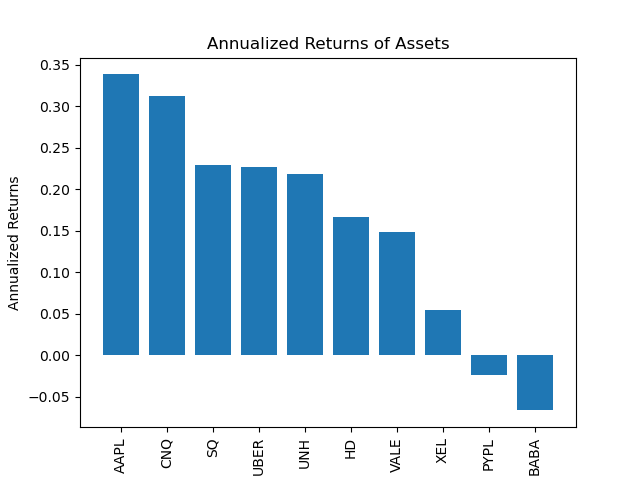 Annualized Returns of Assets
Annualized Returns
0.35
0.30
0.25
0.20
0.15
0.10
0.05
0.00
−0.05
AAPL
CNQ
SQ
UBER
UNH
HD
VALE
XEL
PYPL
BABA